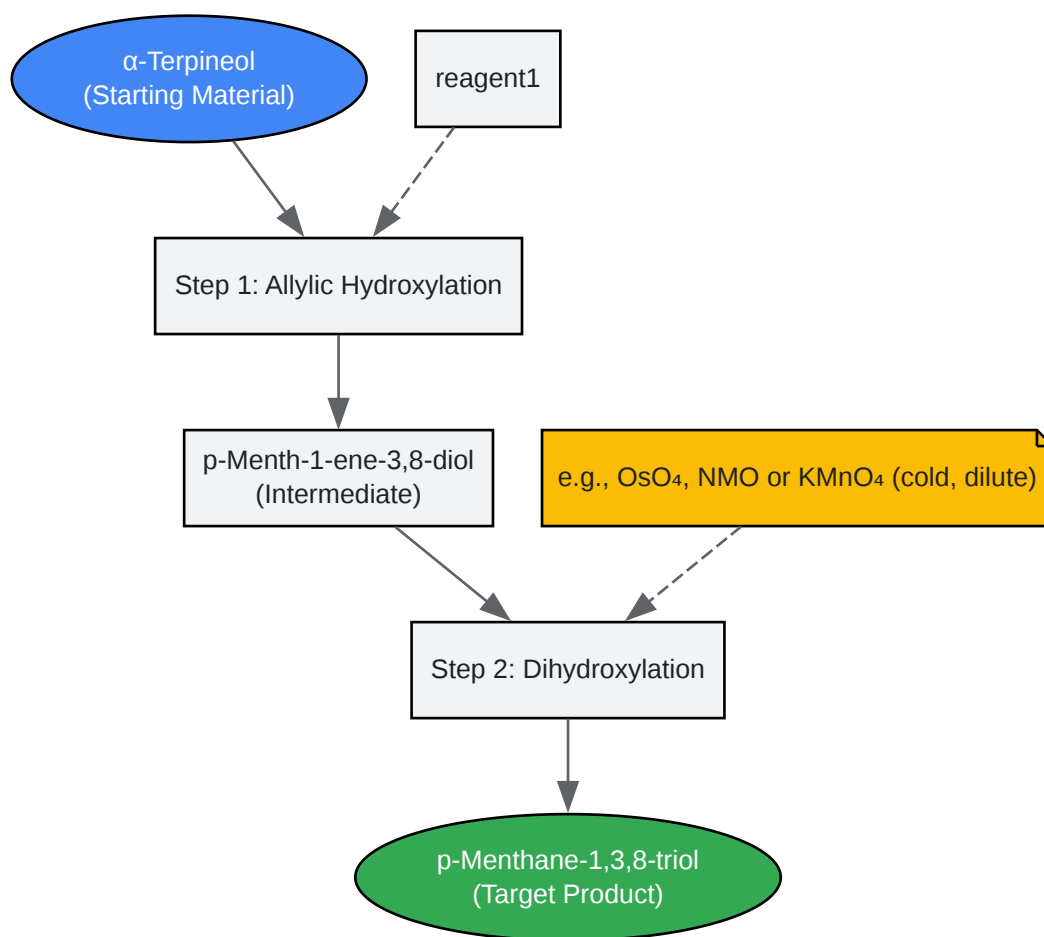 α-Terpineol
(Starting Material)
reagent1
Step 1: Allylic Hydroxylation
p-Menth-1-ene-3,8-diol
(Intermediate)
e.g., OsO₄, NMO or KMnO₄ (cold, dilute)
Step 2: Dihydroxylation
p-Menthane-1,3,8-triol
(Target Product)